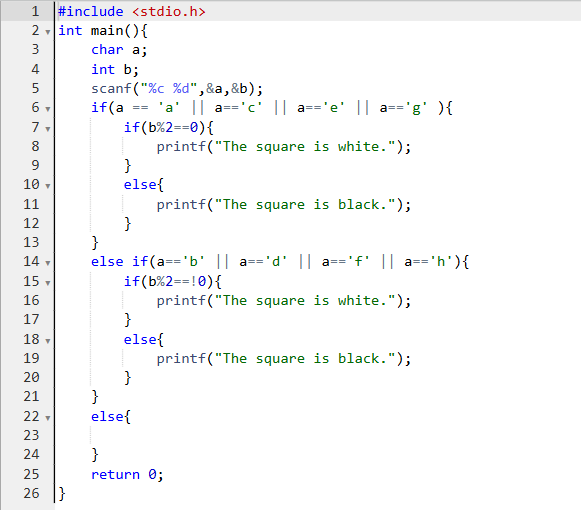 1 #include <stdio.h>
2 int main(){
3 char a;
4 int b;
5 scanf("%c %d",&a,&b);
6 if(a == 'a' || a=='c' || a=='e' || a=='g' ){
7 if(b%2==0){
8 printf("The square is white.");
9 }
10 else{
11 printf("The square is black.");
12 }
13 }
14 else if(a=='b' || a=='d' || a=='f' || a=='h'){
15 if(b%2==!0){
16 printf("The square is white.");
17 }
18 else{
19 printf("The square is black.");
20 }
21 }
22 else{
23
24 }
25 return 0;
26 }